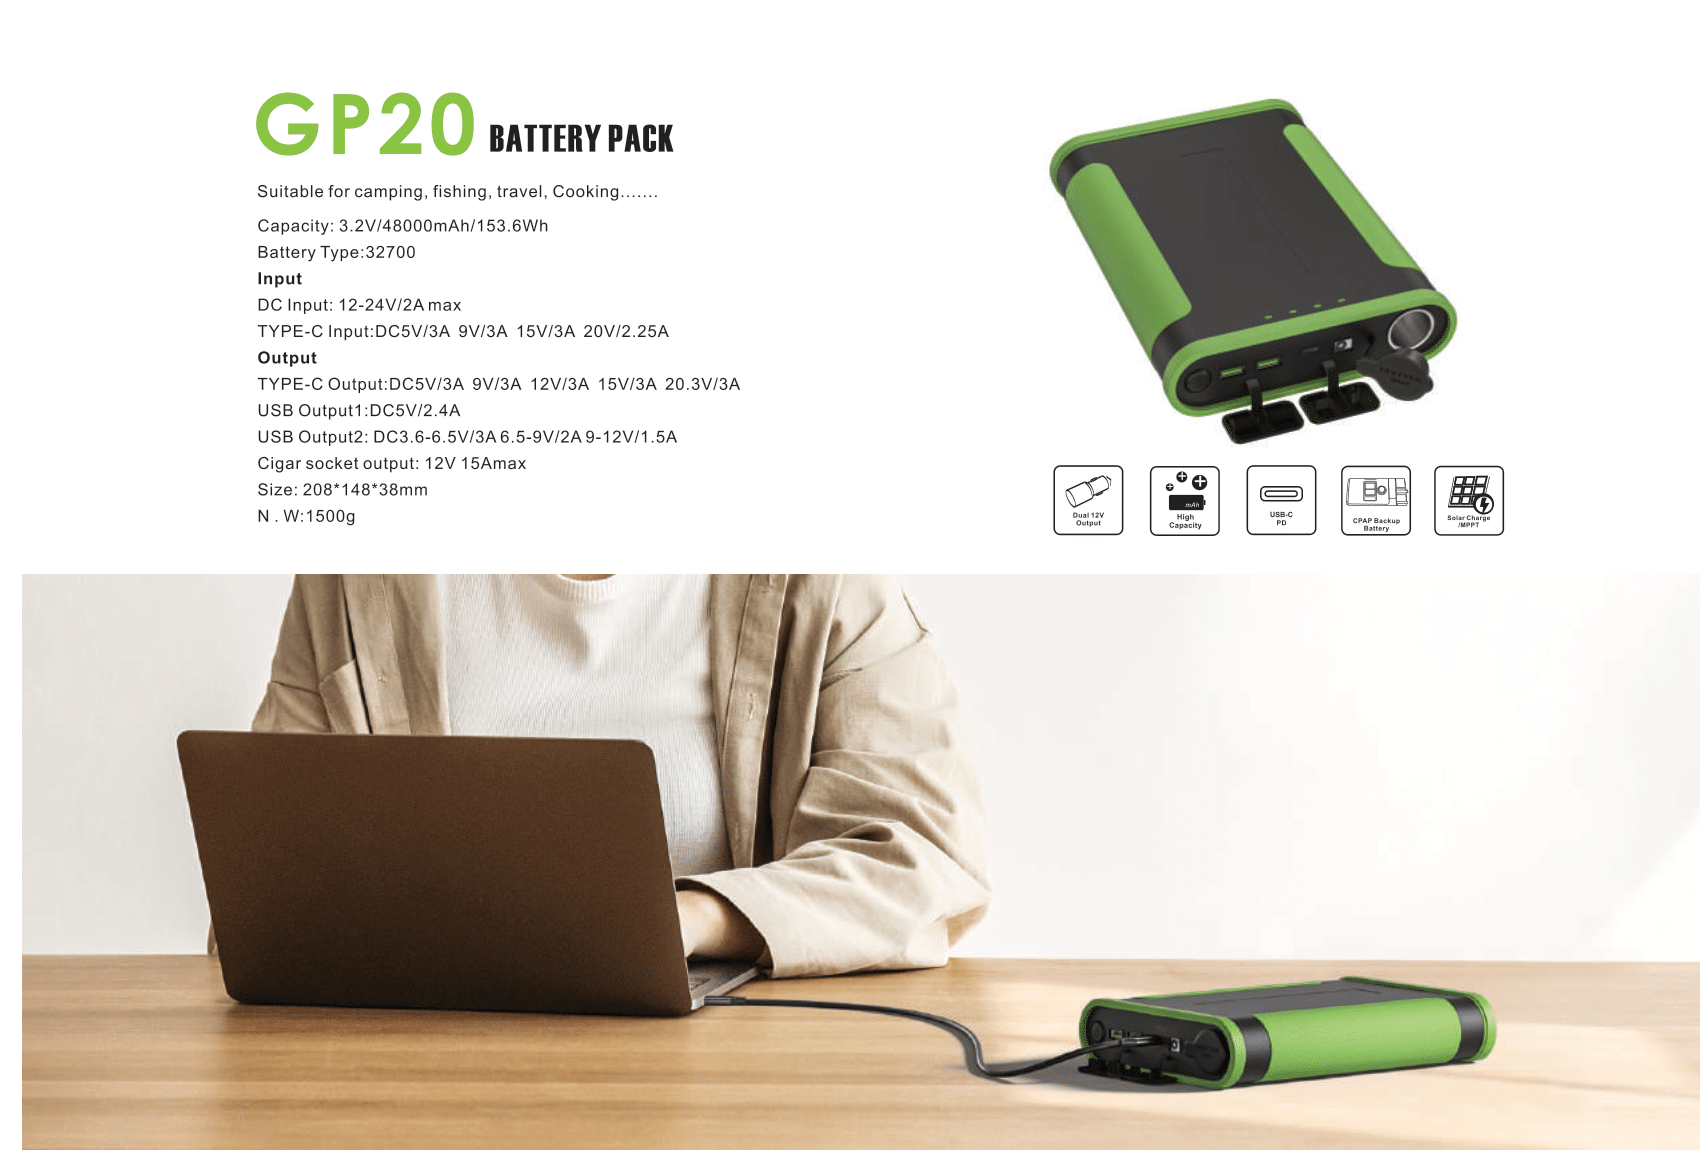 GP20 BATTERY PACK
Suitable for camping, fishing, travel, Cooking.......
Capacity: 3.2V/48000mAh/153.6Wh
Battery Type:32700
Input
DC Input: 12-24V/2A max
TYPE-C Input:DC5V/3A 9V/3A 15V/3A 20V/2.25A
Output
TYPE-C Output:DC5V/3A 9V/3A 12V/3A 15V/3A 20.3V/3A
USB Output1:DC5V/2.4A
USB Output2: DC3.6-6.5V/3A 6.5-9V/2A 9-12V/1.5A
Cigar socket output: 12V 15Amax
Size: 208*148*38mm
N . W:1500g
Dual 12V
Output
mAh
High
Capacity
USB-C
PD
CPAP Backup
Battery
Solar Charge
/MPPT